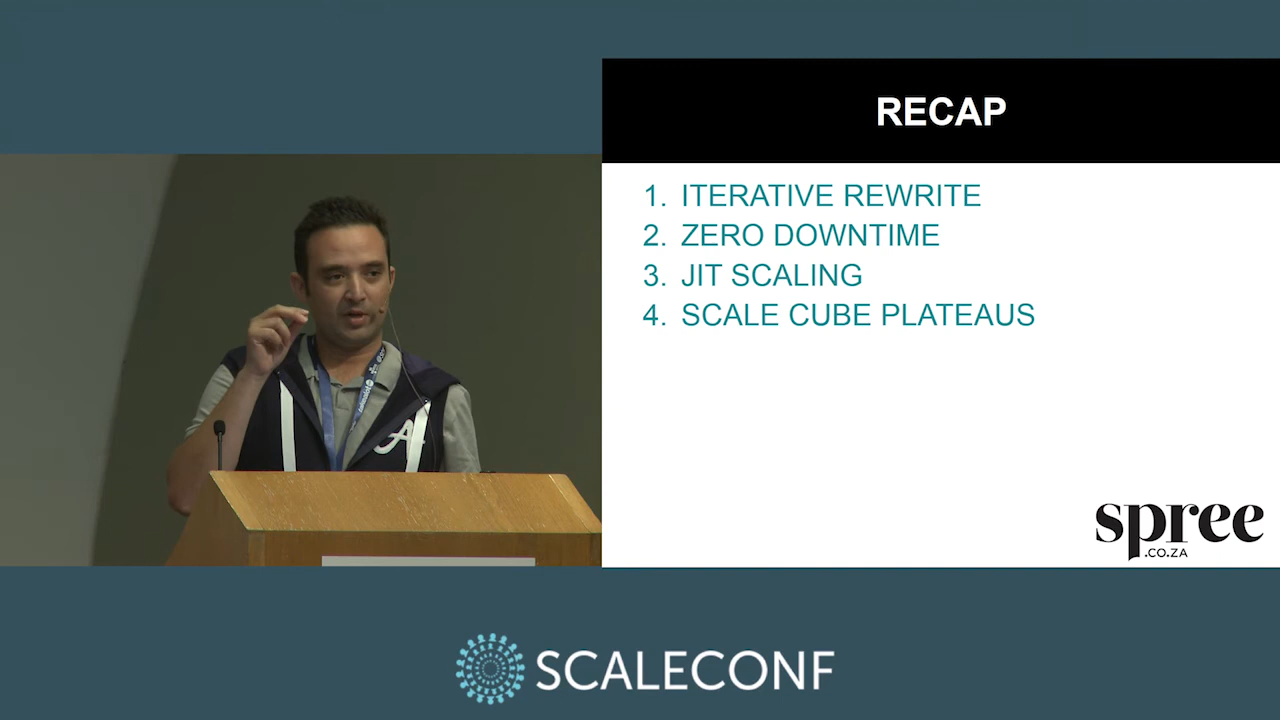 RECAP
1. ITERATIVE REWRITE
2. ZERO DOWNTIME
3. JIT SCALING
4. SCALE CUBE PLATEAUS
spree
.CO.ZA
A
SCALECONF